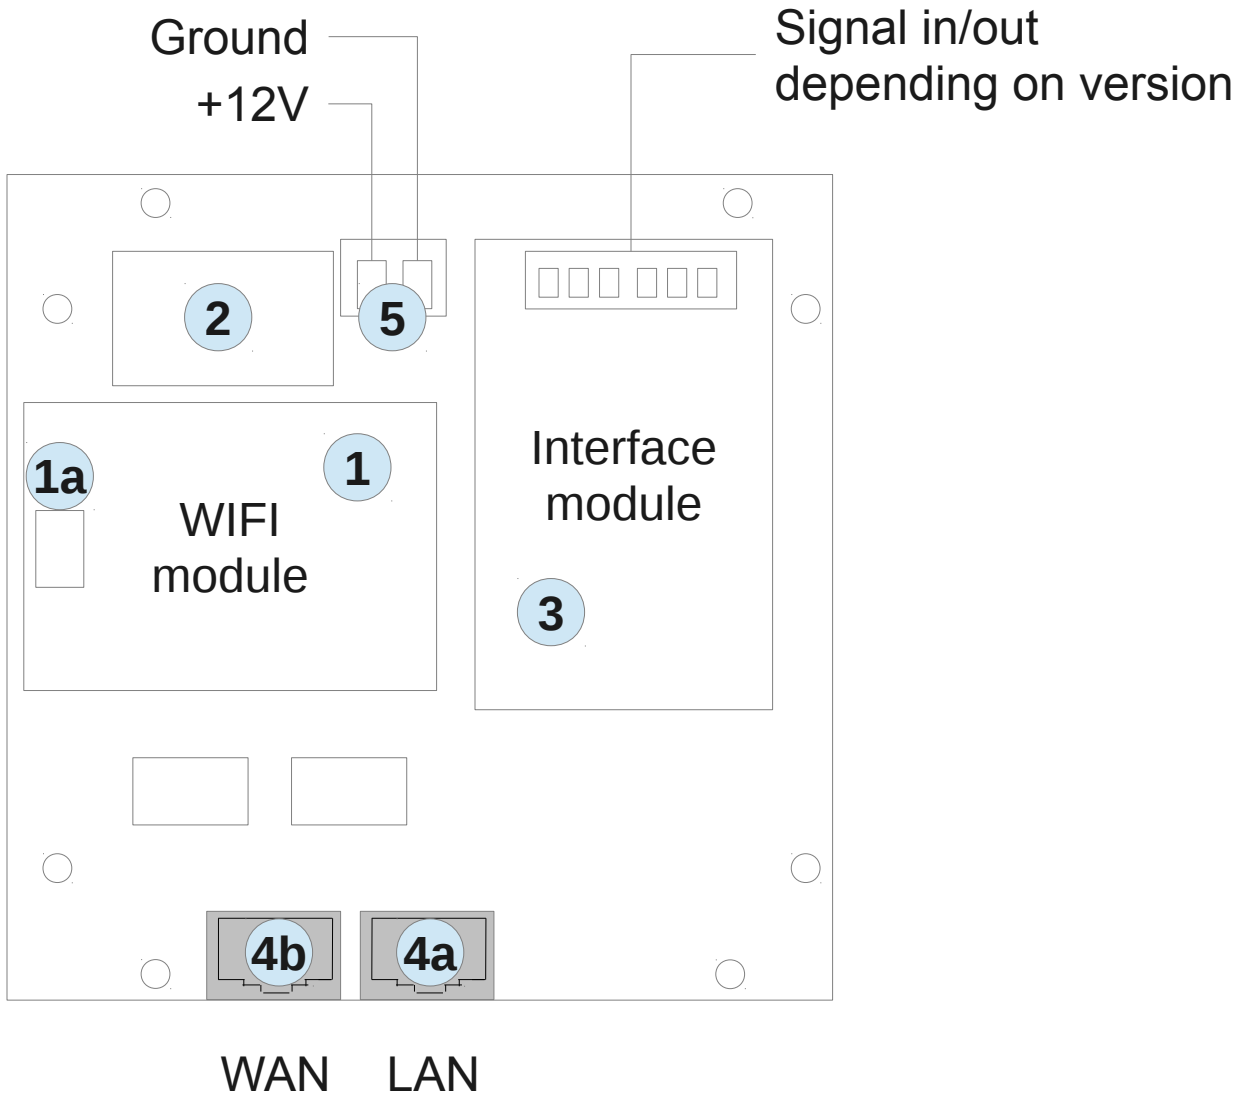 Ground
+12V
Signal in/out
depending on version
2
5
1a
1
WIFI
module
Interface
module
3
4b
4a
WAN
LAN